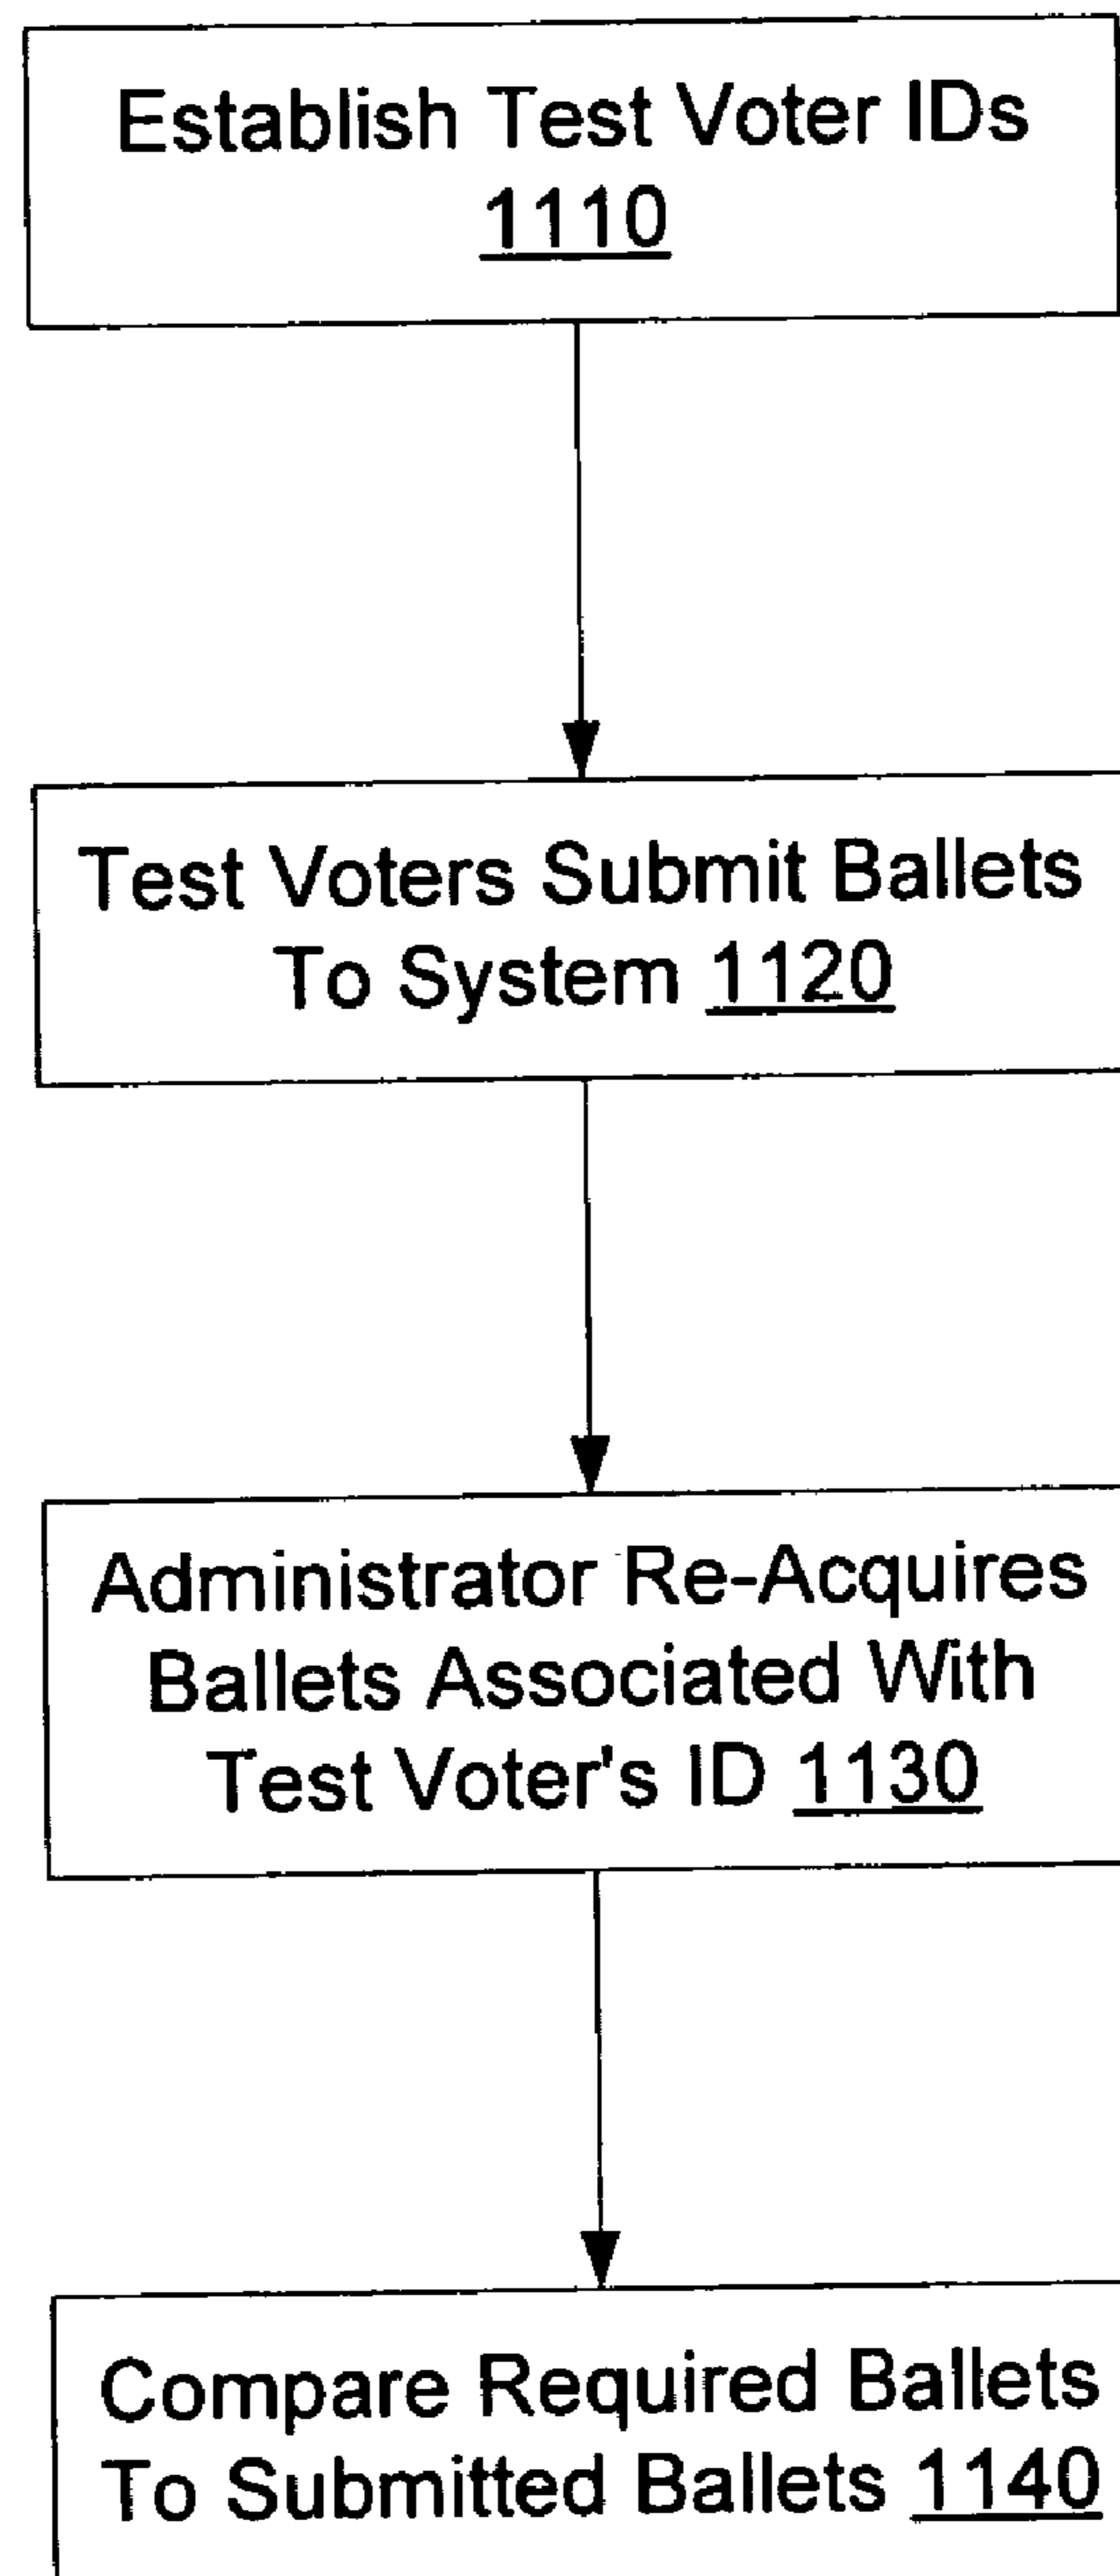 Establish Test Voter IDs
1110
Test Voters Submit Ballets
To System 1120
Administrator Re-Acquires
Ballets Associated With
Test Voter's ID 1130
Compare Required Ballets
To Submitted Ballets 1140